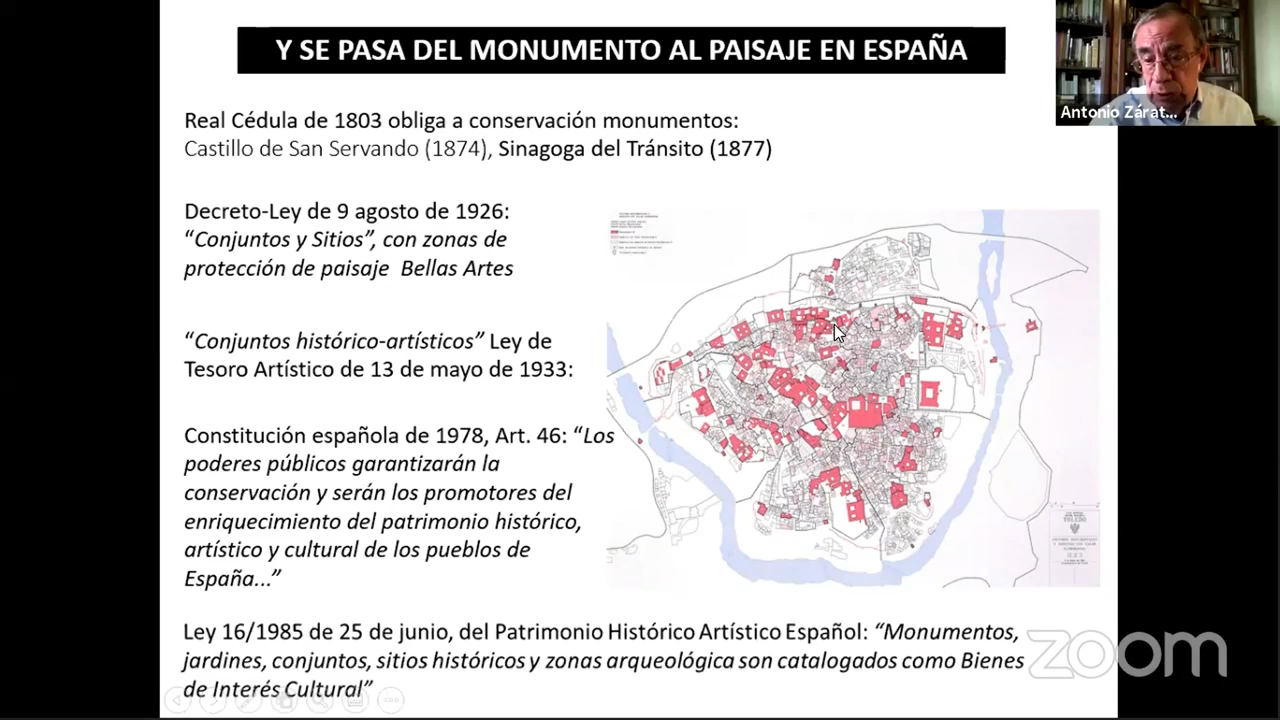 Y SE PASA DEL MONUMENTO AL PAISAJE EN ESPAÑA
Antonio Zárat...
Real Cédula de 1803 obliga a conservación monumentos:
Castillo de San Servando (1874), Sinagoga del Tránsito (1877)
Decreto-Ley de 9 agosto de 1926:
“Conjuntos y Sitios”, con zonas de
protección de paisaje Bellas Artes
“Conjuntos histórico-artísticos” Ley de
Tesoro Artístico de 13 de mayo de 1933:
Constitución española de 1978, Art. 46: “Los
poderes públicos garantizarán la
conservación y serán los promotores del
enriquecimiento del patrimonio histórico,
artístico y cultural de los pueblos de
España...”
TOLEDO
Ley 16/1985 de 25 de junio, del Patrimonio Histórico Artístico Español: “Monumentos,
jardines, conjuntos, sitios históricos y zonas arqueológica son catalogados como Bienes
de Interés Cultural”
zoom